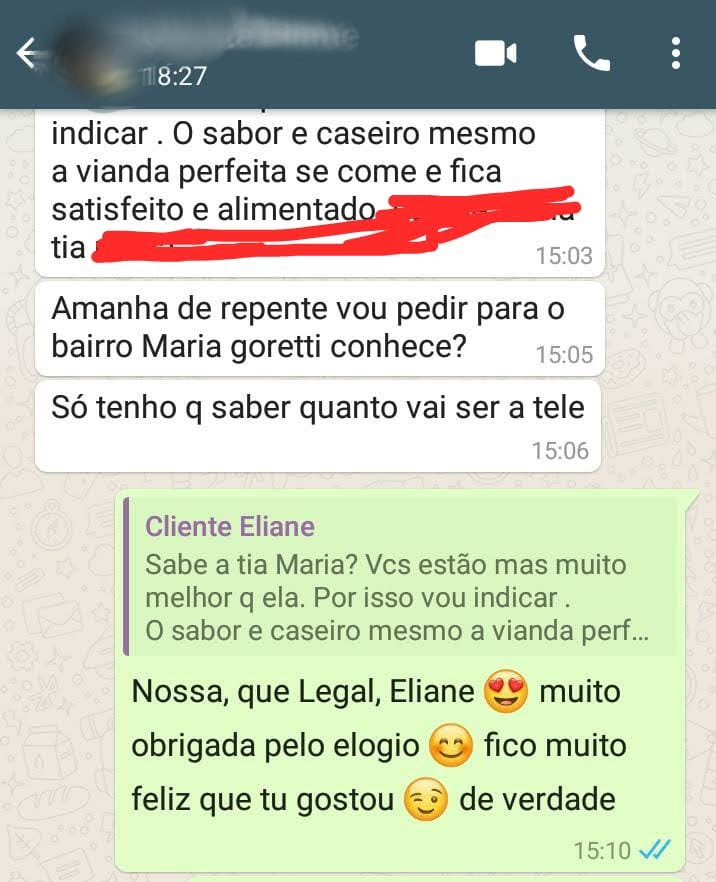 18:27
indicar . O sabor e caseiro mesmo
a vianda perfeita se come e fica
satisfeito e alimentado
tia
15:03
Amanha de repente vou pedir para o
bairro Maria goretti conhece?
15:05
Só tenho q saber quanto vai ser a tele
15:06
Cliente Eliane
Sabe a tia Maria? Vcs estão mas muito
melhor q ela. Por isso vou indicar .
O sabor e caseiro mesmo a vianda perf...
Nossa, que Legal, Eliane 😍 muito
obrigada pelo elogio 😊 fico muito
feliz que tu gostou 😉 de verdade
15:10